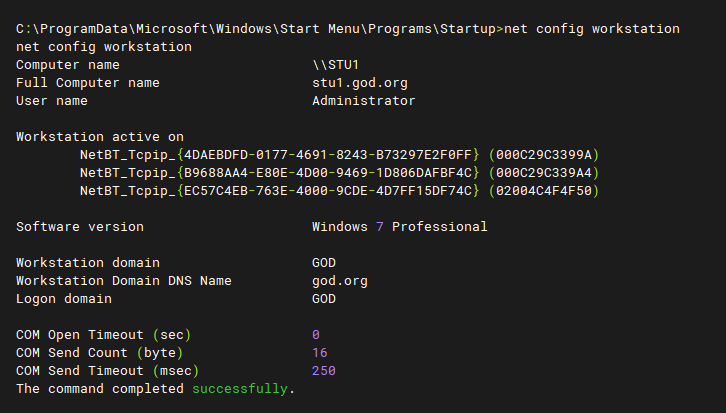 C:\ProgramData\Microsoft\Windows\Start Menu\Programs\Startup>net config workstation
net config workstation
Computer name                        \\STU1
Full Computer name                   stu1.god.org
User name                            Administrator

Workstation active on
        NetBT_Tcpip_{4DAEBDFD-0177-4691-8243-B73297E2F0FF} (000C29C3399A)
        NetBT_Tcpip_{B9688AA4-E80E-4D00-9469-1D806DAFBF4C} (000C29C339A4)
        NetBT_Tcpip_{EC57C4EB-763E-4000-9CDE-4D7FF15DF74C} (02004C4F4F50)

Software version                     Windows 7 Professional

Workstation domain                   GOD
Workstation Domain DNS Name          god.org
Logon domain                         GOD

COM Open Timeout (sec)               0
COM Send Count (byte)                16
COM Send Timeout (msec)              250
The command completed successfully.